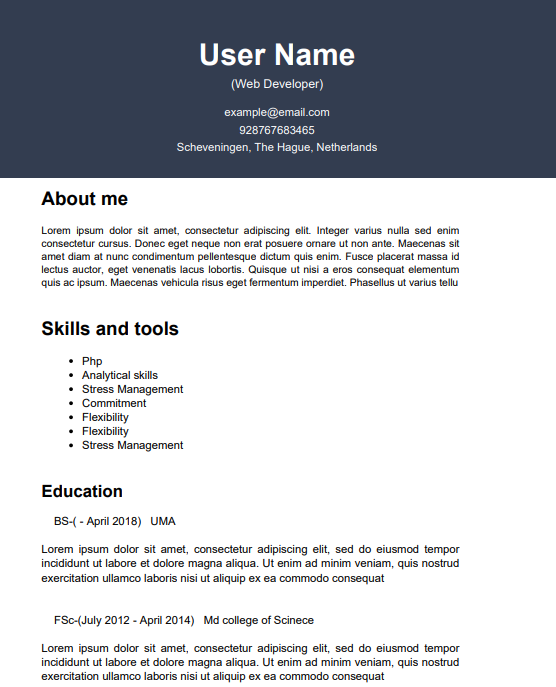 User Name
(Web Developer)
example@email.com
928767683465
Scheveningen, The Hague, Netherlands
About me
Lorem ipsum dolor sit amet, consectetur adipiscing elit. Integer varius nulla sed enim
consectetur cursus. Donec eget neque non erat posuere ornare ut non ante. Maecenas sit
amet diam at nunc condimentum pellentesque dictum quis enim. Fusce placerat massa id
lectus auctor, eget venenatis lacus lobortis. Quisque ut nisi a eros consequat elementum
quis ac ipsum. Maecenas vehicula risus eget fermentum imperdiet. Phasellus ut varius tellu
Skills and tools
• Php
• Analytical skills
• Stress Management
• Commitment
• Flexibility
• Flexibility
• Stress Management
Education
BS-( - April 2018) UMA
Lorem ipsum dolor sit amet, consectetur adipiscing elit, sed do eiusmod tempor
incididunt ut labore et dolore magna aliqua. Ut enim ad minim veniam, quis nostrud
exercitation ullamco laboris nisi ut aliquip ex ea commodo consequat
FSc-(July 2012 - April 2014) Md college of Scinece
Lorem ipsum dolor sit amet, consectetur adipiscing elit, sed do eiusmod tempor
incididunt ut labore et dolore magna aliqua. Ut enim ad minim veniam, quis nostrud
exercitation ullamco laboris nisi ut aliquip ex ea commodo consequat